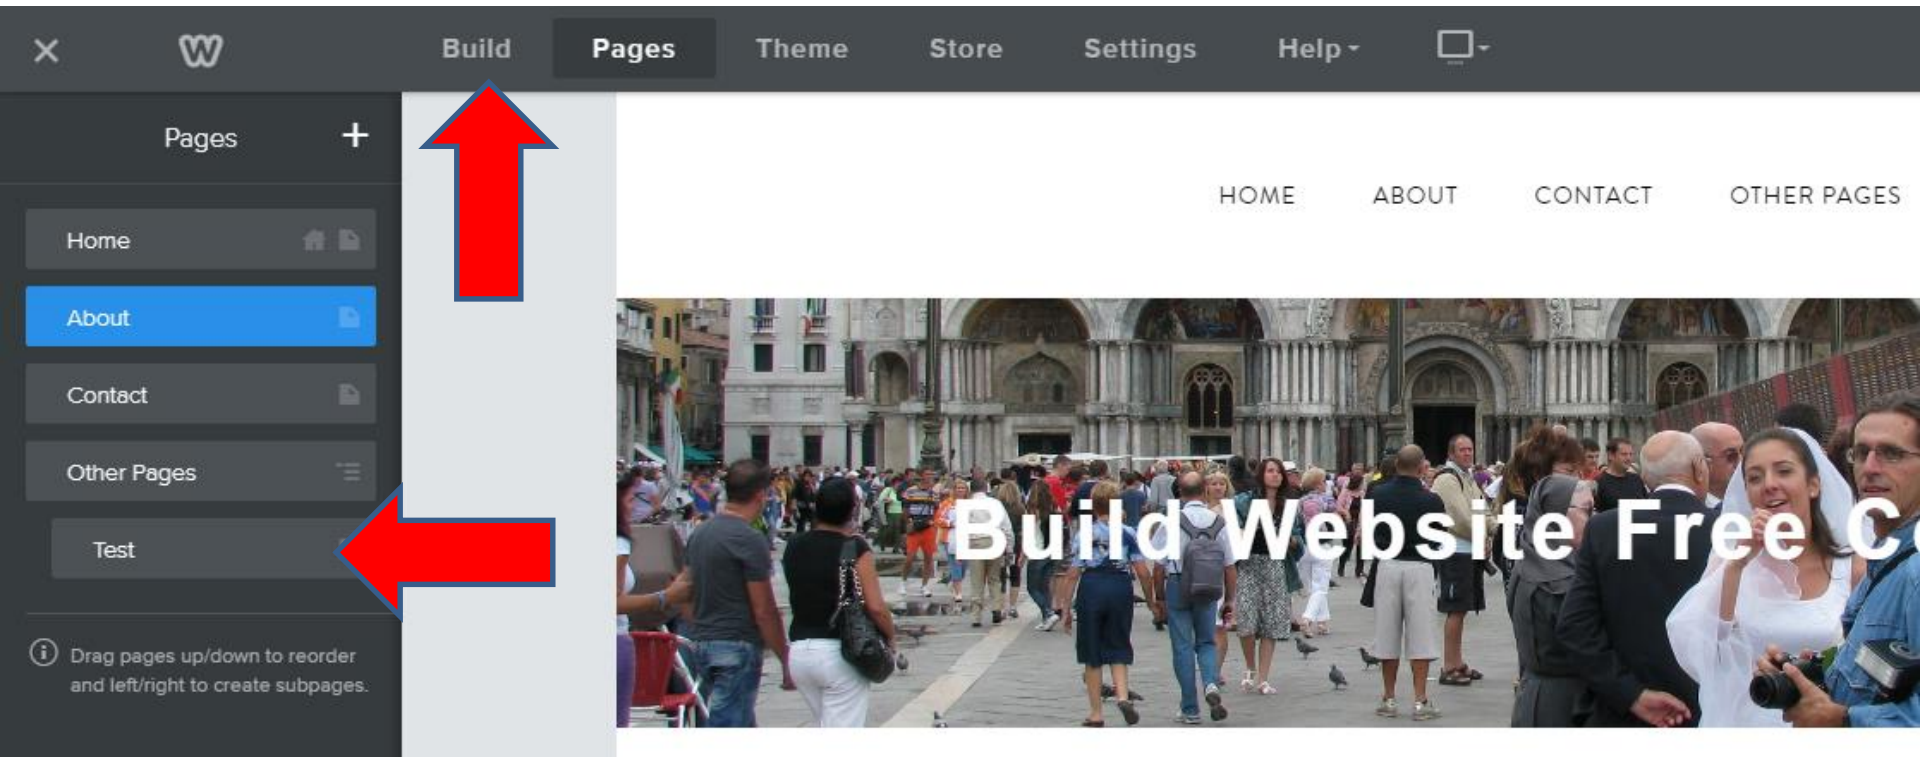 Build Pages Theme Store Settings Help
Pages +
HOME ABOUT CONTACT OTHER PAGES
Home
About
Contact
Other Pages
Test
Build Website Free C
Drag pages up/down to reorder
and left/right to create subpages.